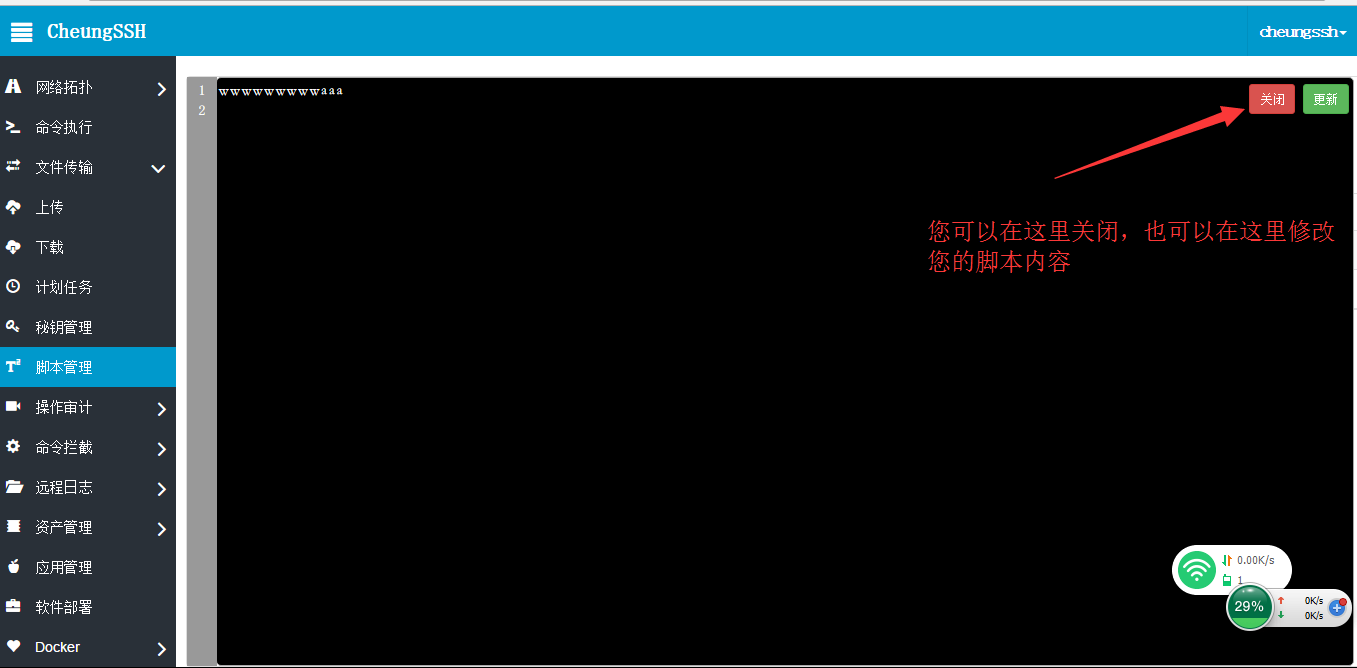 CheungSSH
cheungssh
网络拓扑
命令执行
文件传输
上传
下载
计划任务
秘钥管理
脚本管理
操作审计
命令拦截
远程日志
资产管理
应用管理
软件部署
Docker
1 wwwwwwwwwaaa
2
关闭 更新
您可以在这里关闭，也可以在这里修改
您的脚本内容
0.00K/s
1
29%
0K/s
0K/s